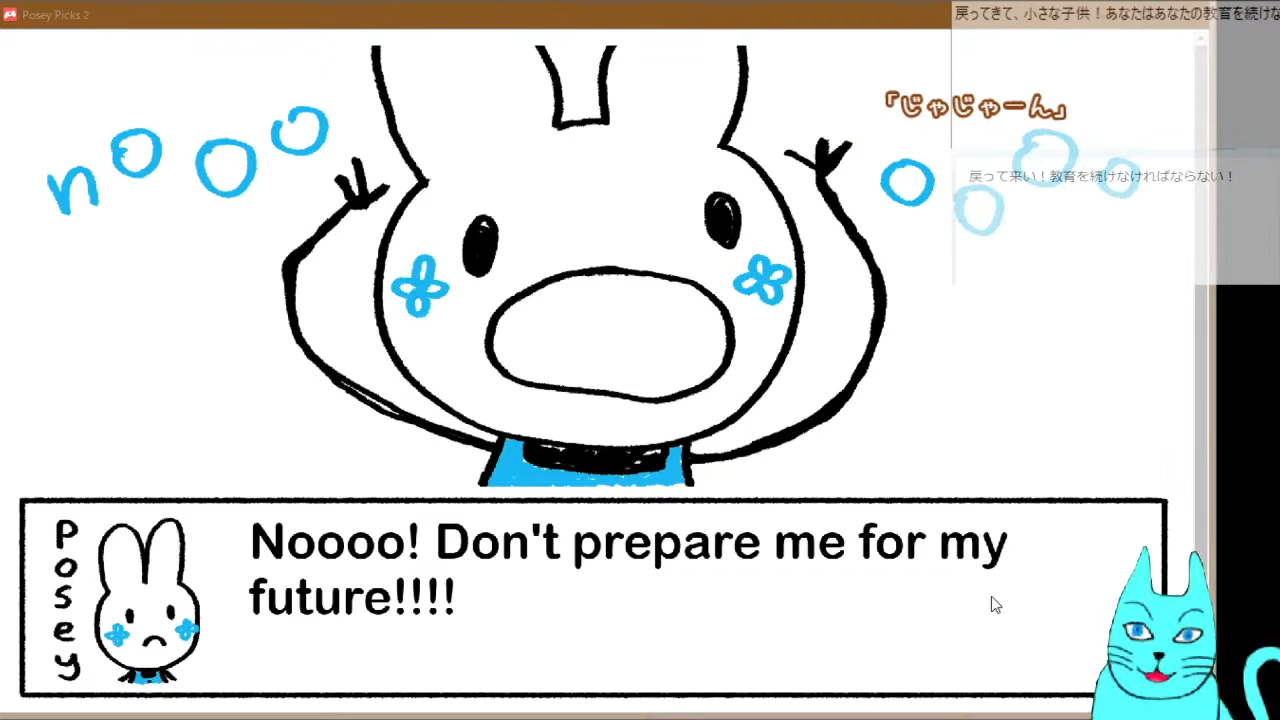 Posey Picks 2
戻ってきて、小さな子供！あなたはあなたの教育を続けな
「じゃじゃーん」
戻って来い！教育を続けなければならない！
nooo
oooo
Posey
Noooo! Don't prepare me for my
future!!!!